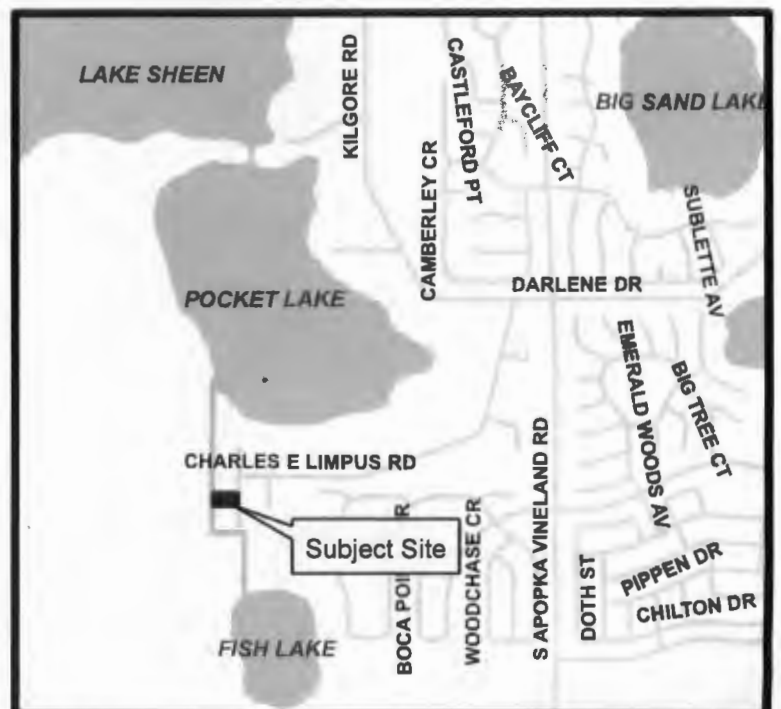 LAKE SHEEN
KILGORE RD
CASTLEFORD PT
BAYCLIFF CT
BIG SAND LAKE
CAMBERLEY CR
SUBLETTE AV
POCKET LAKE
DARLENE DR
EMERALD WOODS AV
BIG TREE CT
CHARLES E LIMPUS RD
S APOPKA VINELAND RD
Subject Site
WOODCHASE CR
BOCA
DOTH ST
PIPPEN DR
CHILTON DR
FISH LAKE